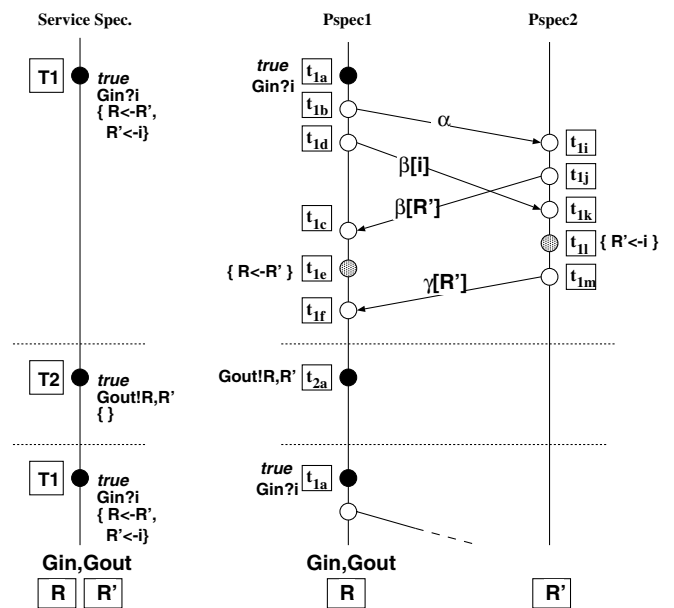 Service Spec. Pspec1 Pspec2
T1 true
Gin?i
{ R<-R',
R'<-i}
true t1a
Gin?i
t1b
α
t1d
t1i
β[i]
t1j
β[R']
t1k
t1c
t1l { R'<-i }
{ R<-R' } t1e
t1m
γ[R']
t1f
T2 true
Gout!R,R'
{ }
Gout!R,R' t2a
T1 true
Gin?i
{ R<-R',
R'<-i}
true t1a
Gin?i
Gin,Gout Gin,Gout
R R' R R'